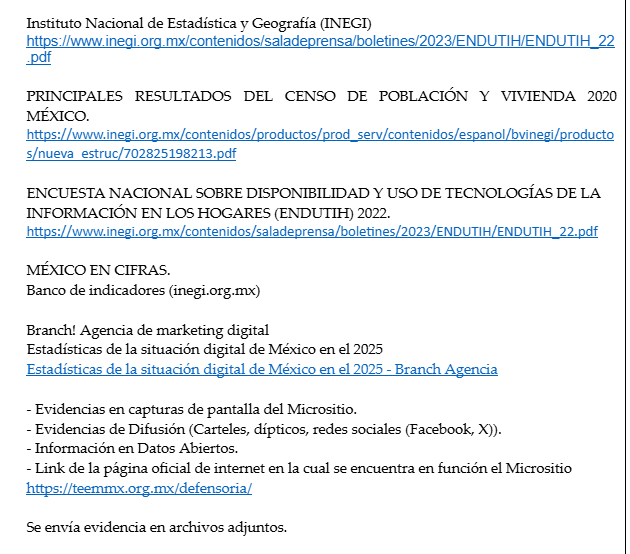 Instituto Nacional de Estadística y Geografía (INEGI)
https://www.inegi.org.mx/contenidos/saladeprensa/boletines/2023/ENDUTIH/ENDUTIH_22
.pdf
PRINCIPALES RESULTADOS DEL CENSO DE POBLACIÓN Y VIVIENDA 2020
MÉXICO.
https://www.inegi.org.mx/contenidos/productos/prod_serv/contenidos/espanol/bvinegi/producto
s/nueva_estruc/702825198213.pdf
ENCUESTA NACIONAL SOBRE DISPONIBILIDAD Y USO DE TECNOLOGÍAS DE LA
INFORMACIÓN EN LOS HOGARES (ENDUTIH) 2022.
https://www.inegi.org.mx/contenidos/saladeprensa/boletines/2023/ENDUTIH/ENDUTIH_22.pdf
MÉXICO EN CIFRAS.
Banco de indicadores (inegi.org.mx)
Branch! Agencia de marketing digital
Estadísticas de la situación digital de México en el 2025
Estadísticas de la situación digital de México en el 2025 - Branch Agencia
- Evidencias en capturas de pantalla del Micrositio.
- Evidencias de Difusión (Carteles, dípticos, redes sociales (Facebook, X)).
- Información en Datos Abiertos.
- Link de la página oficial de internet en la cual se encuentra en función el Micrositio
https://teemmx.org.mx/defensoria/
Se envía evidencia en archivos adjuntos.